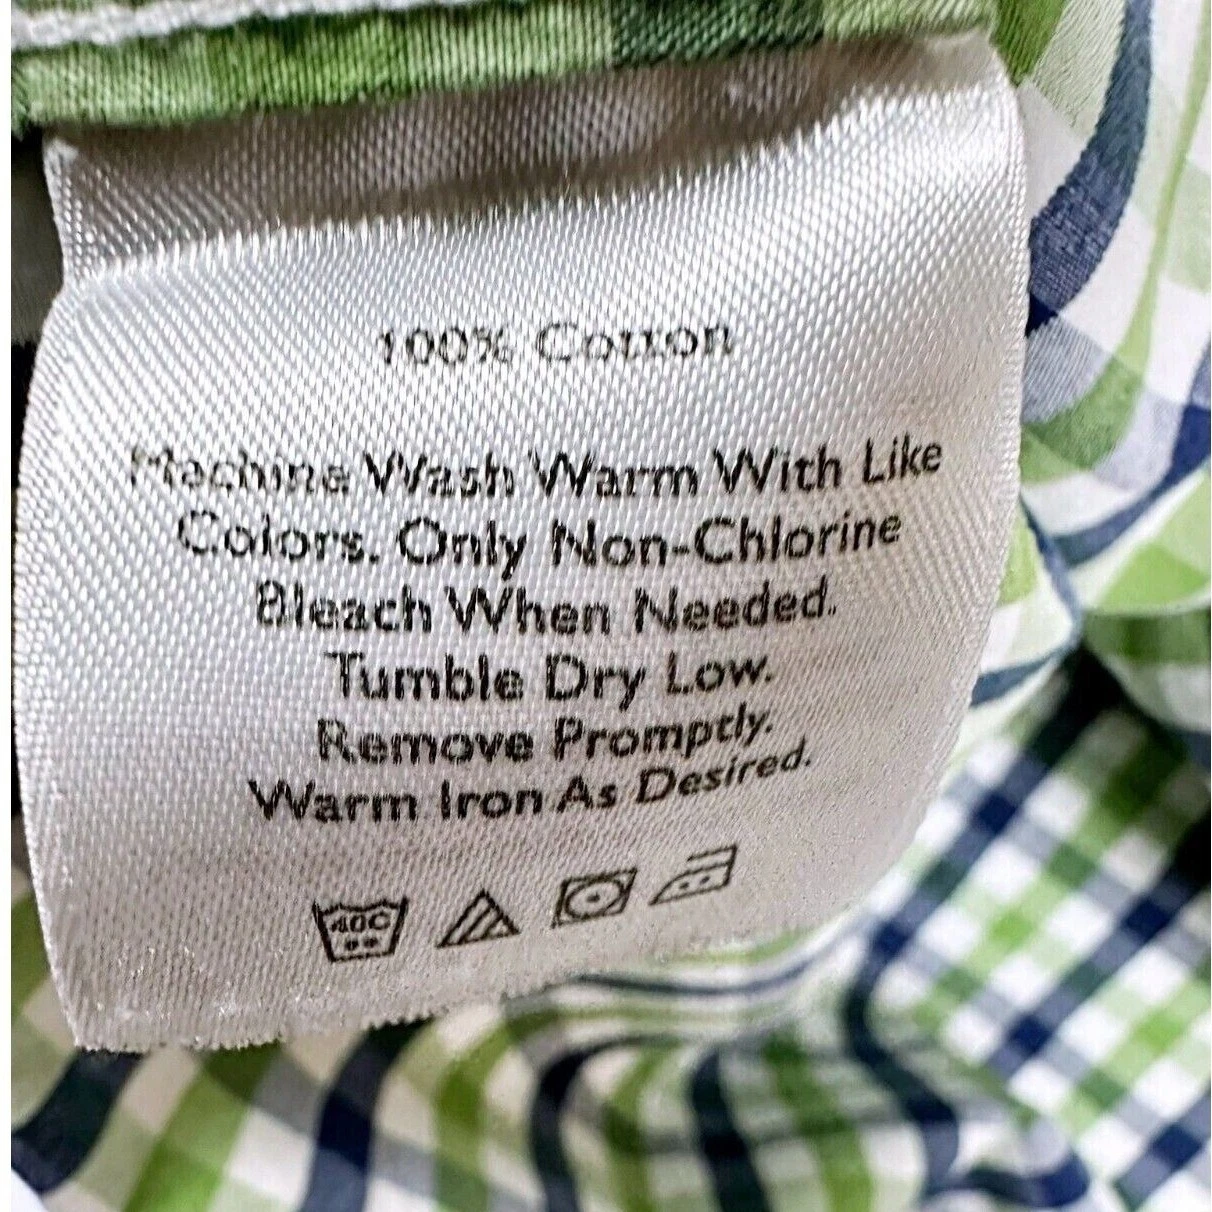 100% Cotton
Machine Wash Warm With Like
Colors. Only Non-Chlorine
Bleach When Needed.
Tumble Dry Low.
Remove Promptly.
Warm Iron As Desired.
40C